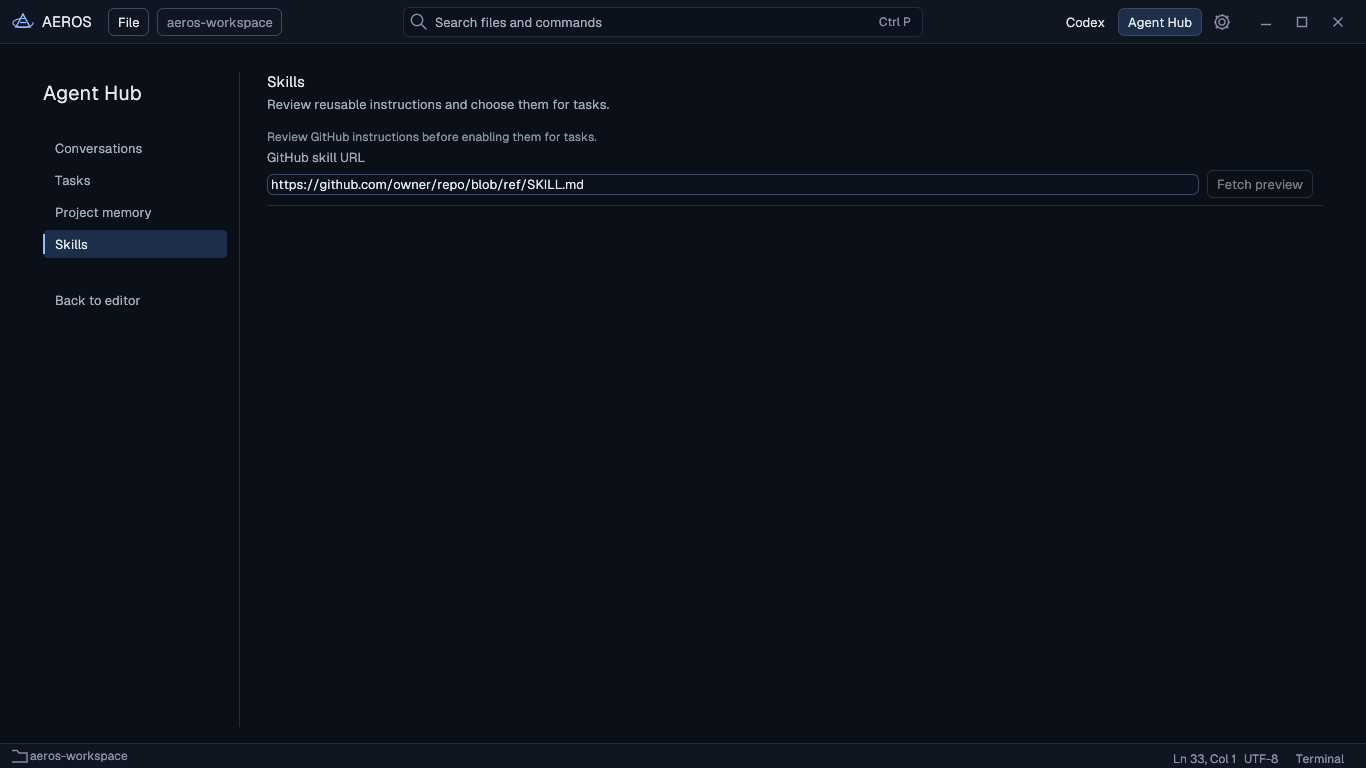 AEROS File aeros-workspace Search files and commands Ctrl P Codex Agent Hub
Agent Hub
Conversations
Tasks
Project memory
Skills
Back to editor
Skills
Review reusable instructions and choose them for tasks.
Review GitHub instructions before enabling them for tasks.
GitHub skill URL
https://github.com/owner/repo/blob/ref/SKILL.md Fetch preview
aeros-workspace Ln 33, Col 1 UTF-8 Terminal